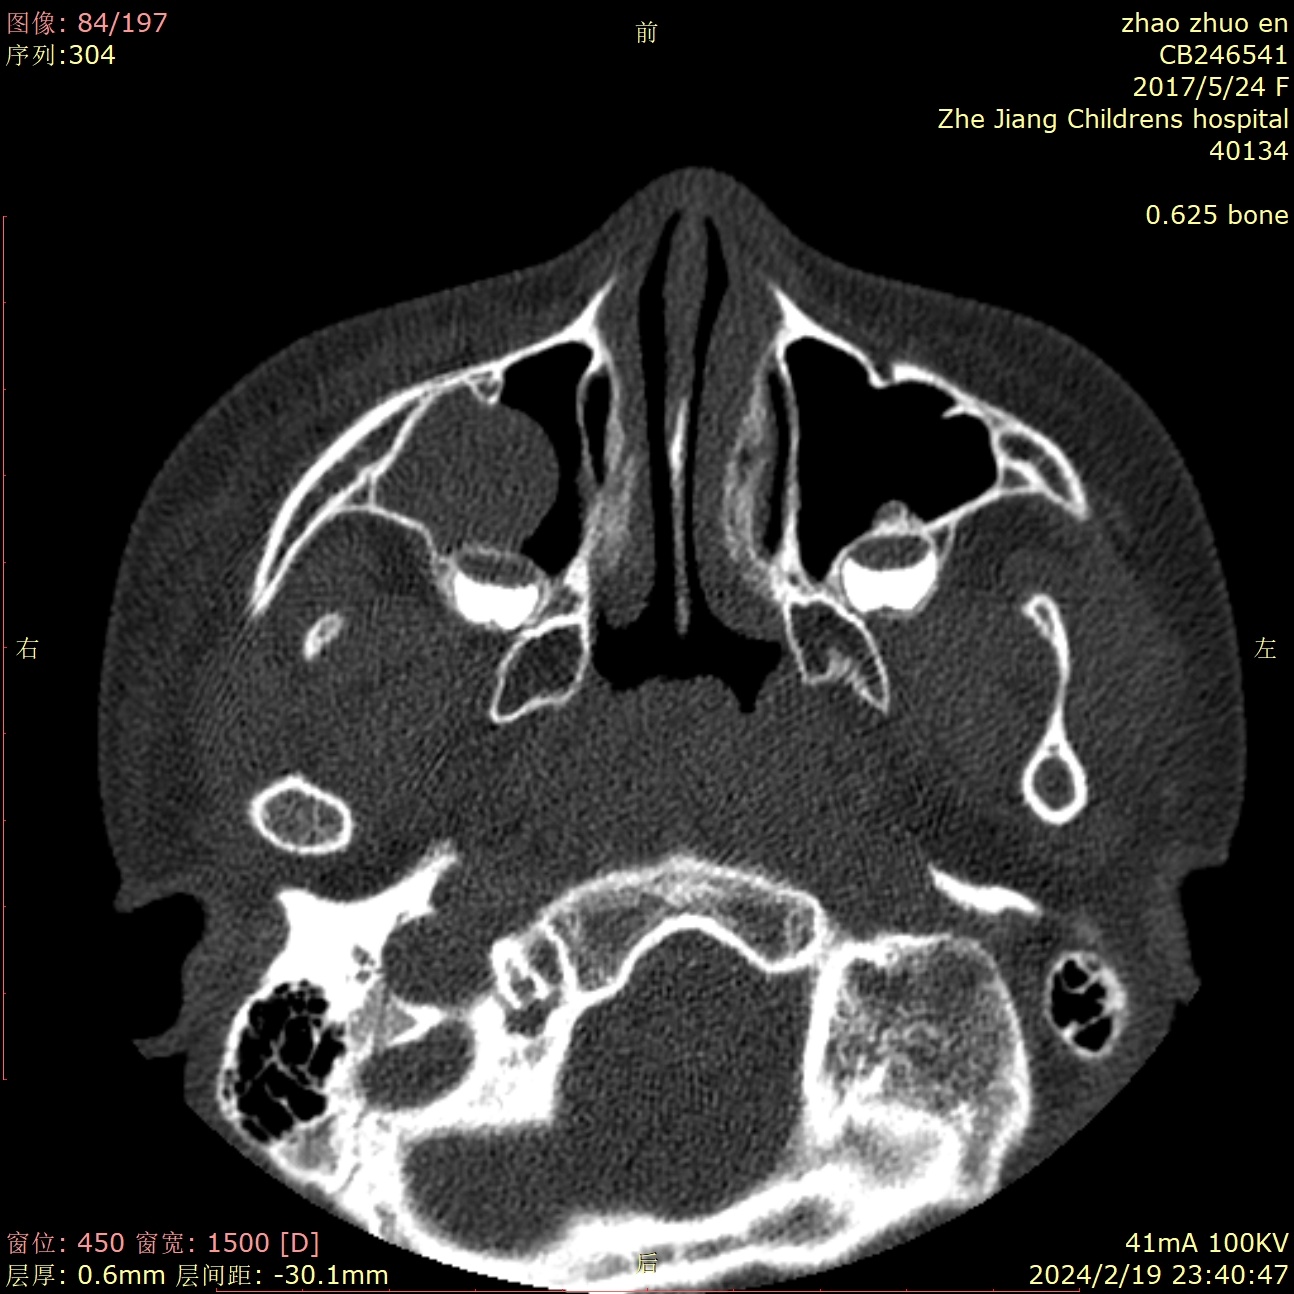 图像: 84/197
序列:304
前
zhao zhuo en
CB246541
2017/5/24 F
Zhe Jiang Childrens hospital
40134
0.625 bone
右
左
窗位: 450 窗宽: 1500 [D]
层厚: 0.6mm 层间距: -30.1mm
后
41mA 100KV
2024/2/19 23:40:47